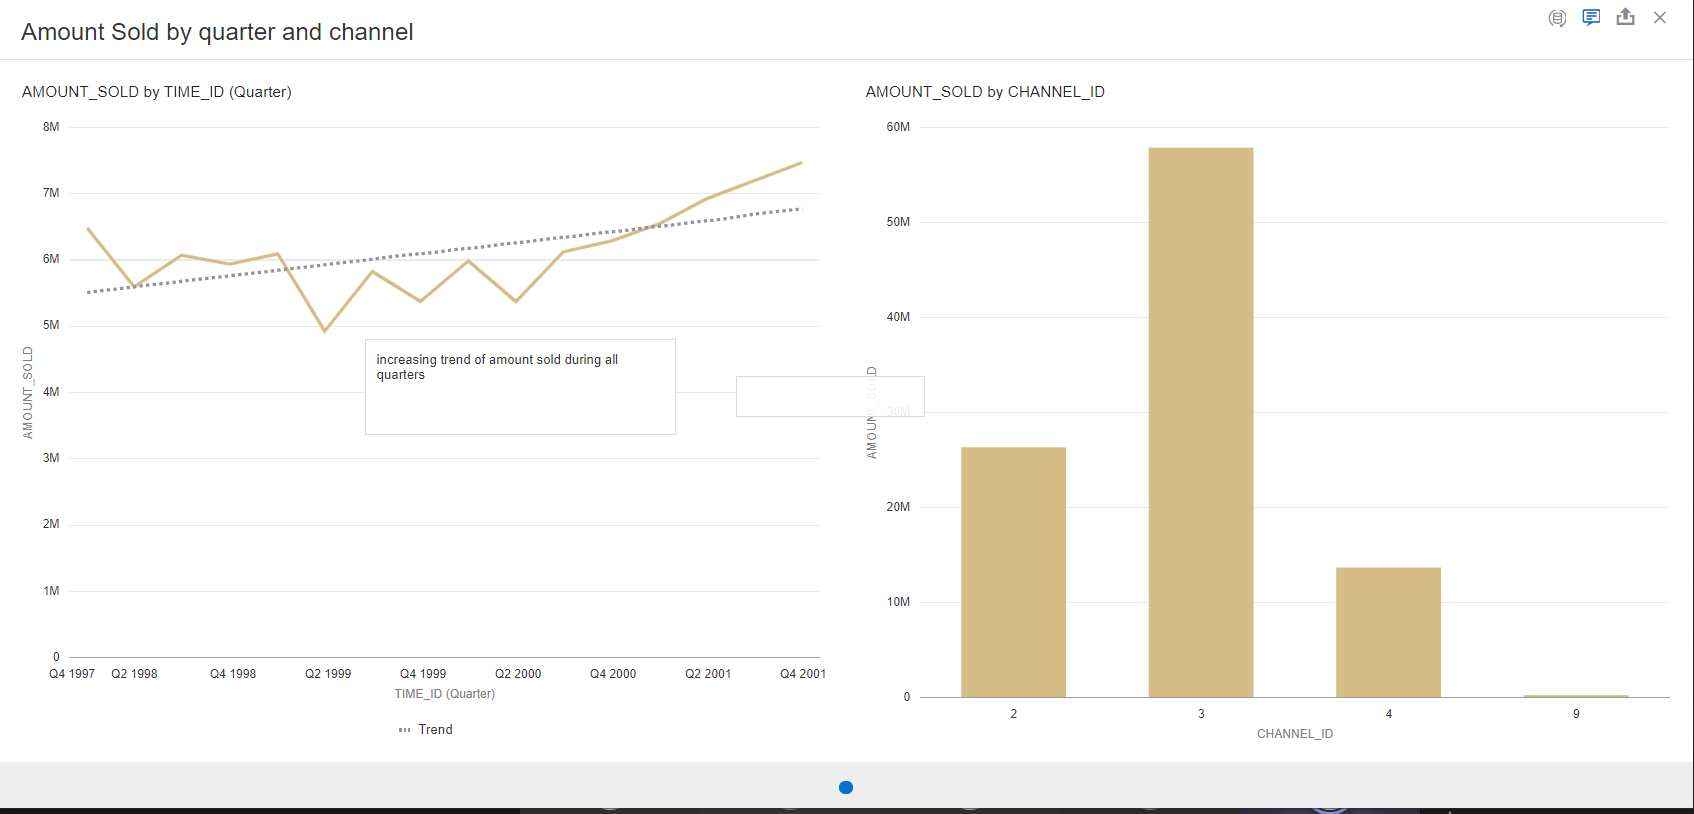 Amount Sold by quarter and channel
AMOUNT_SOLD by TIME_ID (Quarter)
8M
7M
6M
5M
4M
3M
2M
1M
0
AMOUNT_SOLD
increasing trend of amount sold during all
quarters
Q4 1997 Q2 1998 Q4 1998 Q2 1999 Q4 1999 Q2 2000 Q4 2000 Q2 2001 Q4 2001
TIME_ID (Quarter)
Trend
AMOUNT_SOLD by CHANNEL_ID
60M
50M
40M
30M
20M
10M
0
AMOUNT_SOLD
2 3 4 9
CHANNEL_ID